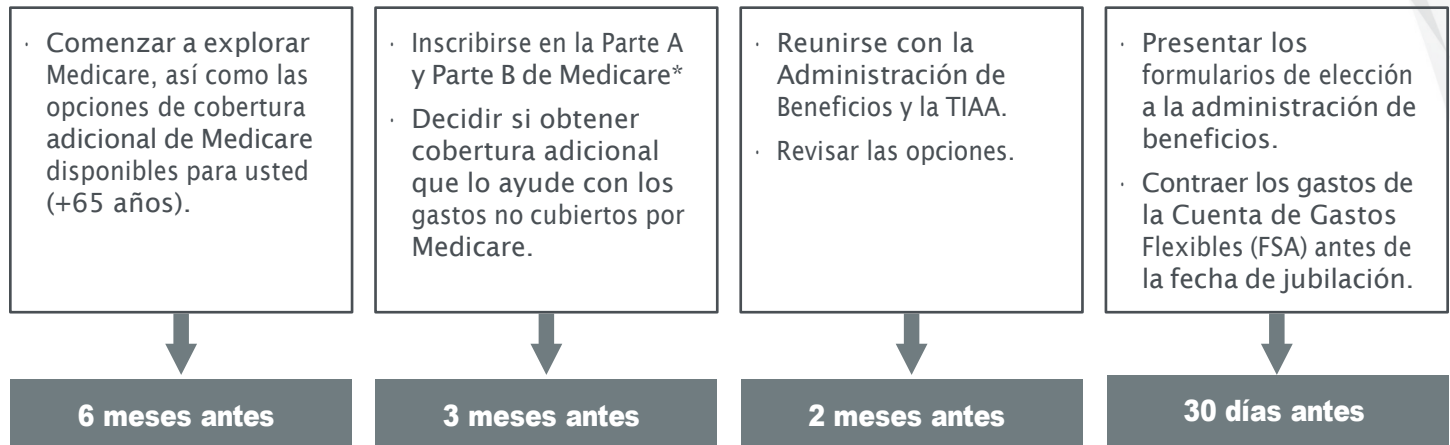 · Comenzar a explorar
Medicare, así como las
opciones de cobertura
adicional de Medicare
disponibles para usted
(+65 años).
6 meses antes
· Inscribirse en la Parte A
y Parte B de Medicare*
· Decidir si obtener
cobertura adicional
que lo ayude con los
gastos no cubiertos por
Medicare.
3 meses antes
· Reunirse con la
Administración de
Beneficios y la TIAA.
· Revisar las opciones.
2 meses antes
· Presentar los
formularios de elección
a la administración de
beneficios.
· Contraer los gastos de
la Cuenta de Gastos
Flexibles (FSA) antes de
la fecha de jubilación.
30 días antes